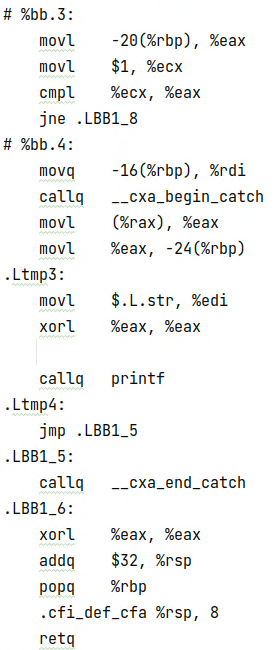 # %bb.3:
movl -20(%rbp), %eax
movl $1, %ecx
cmpl %ecx, %eax
jne .LBB1_8
# %bb.4:
movq -16(%rbp), %rdi
callq __cxa_begin_catch
movl (%rax), %eax
movl %eax, -24(%rbp)
.Ltmp3:
movl $.L.str, %edi
xorl %eax, %eax
callq printf
.Ltmp4:
jmp .LBB1_5
.LBB1_5:
callq __cxa_end_catch
.LBB1_6:
xorl %eax, %eax
addq $32, %rsp
popq %rbp
.cfi_def_cfa %rsp, 8
retq